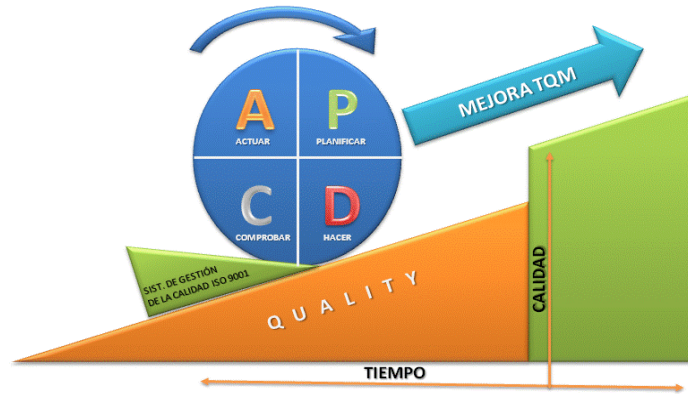 A
P
ACTUAR
PLANIFICAR
C
D
COMPROBAR
HACER
MEJORA TQM
SIST. DE GESTIÓN
DE LA CALIDAD ISO 9001
QUALITY
CALIDAD
TIEMPO